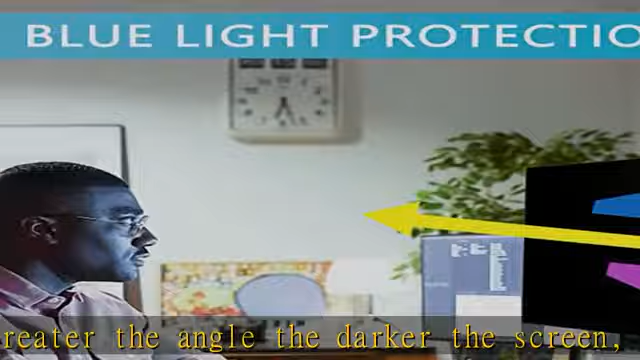 BLUE LIGHT PROTECTIO
reater the angle the darker the screen,